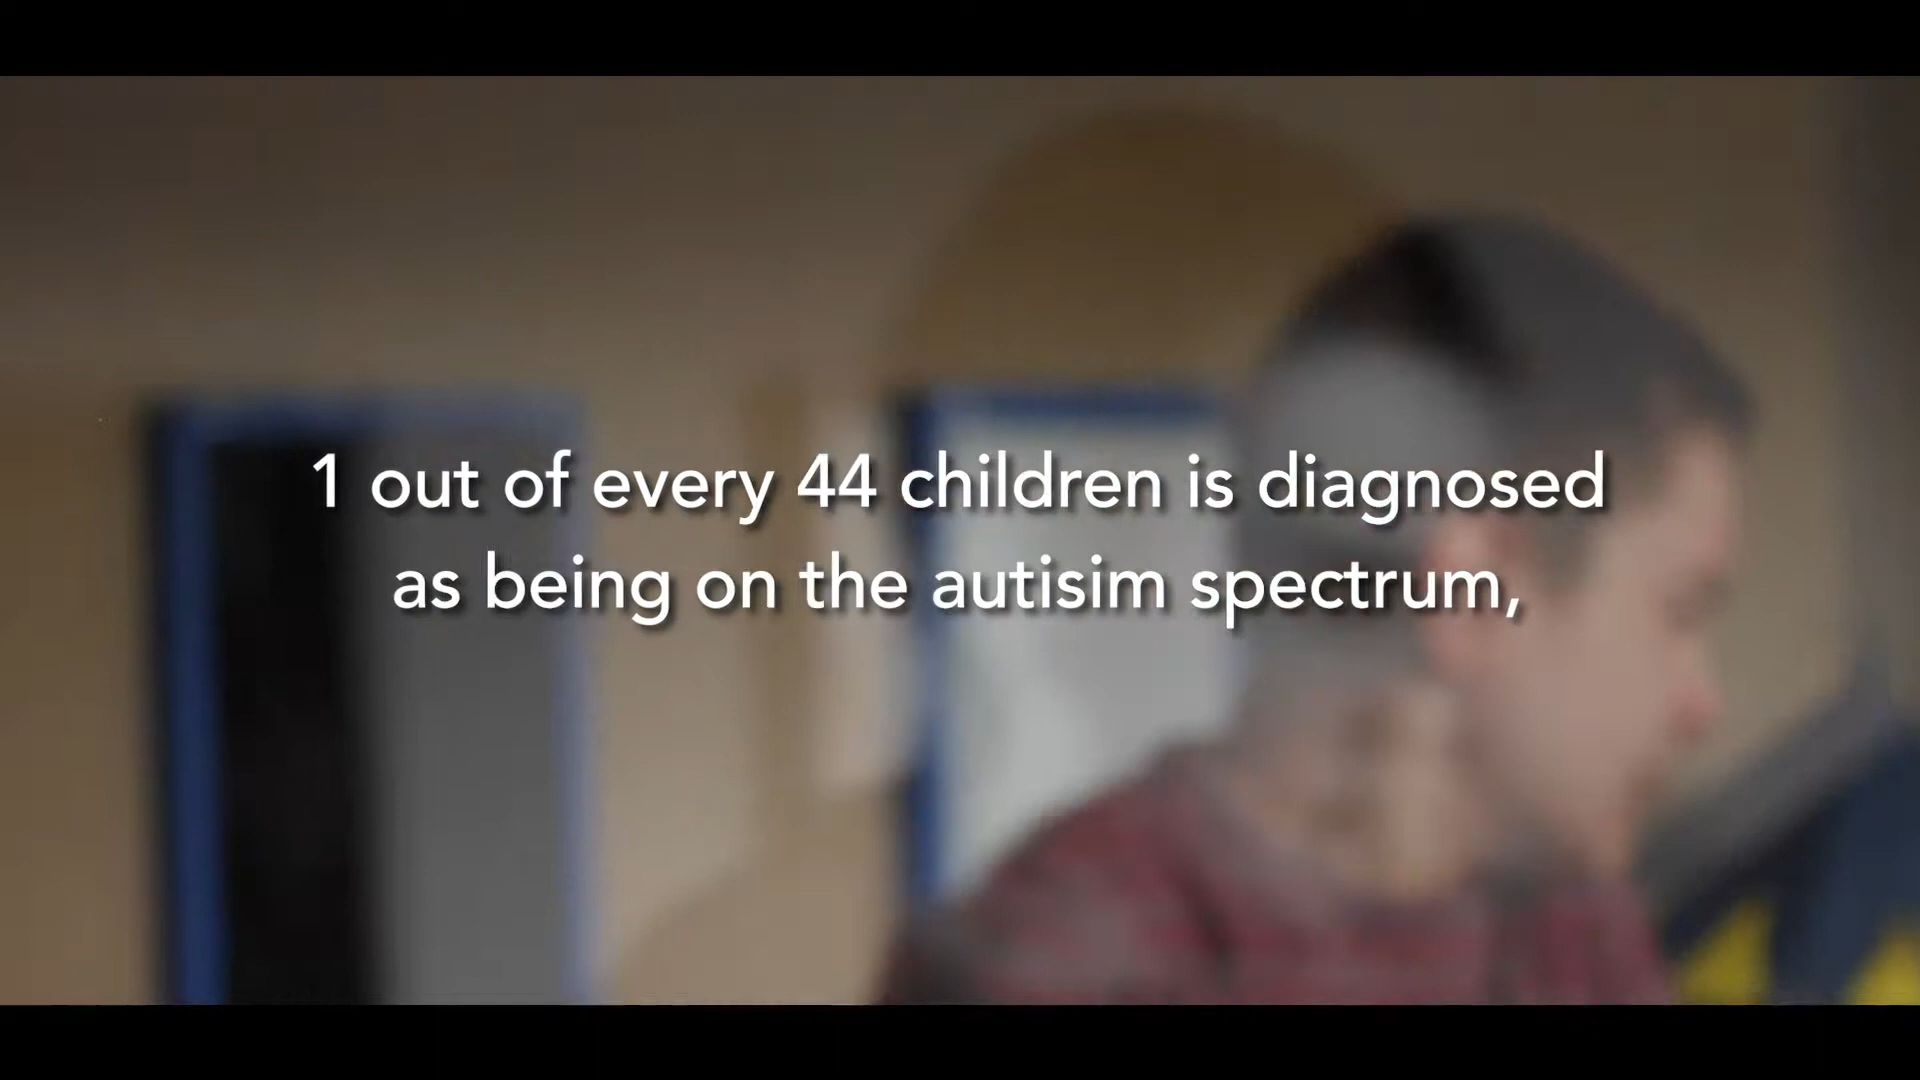 1 out of every 44 children is diagnosed
as being on the autisim spectrum,